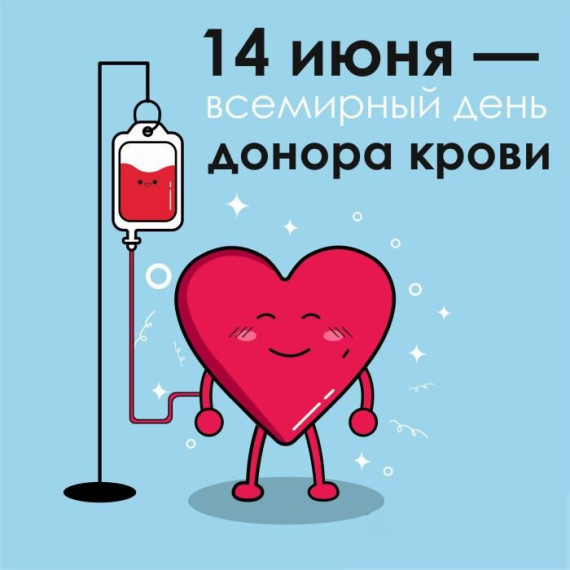 14 июня —
всемирный день
донора крови